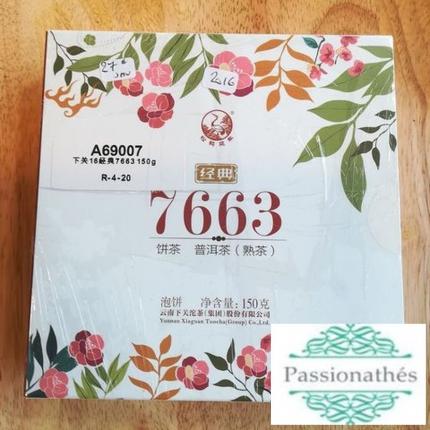 27€
2016
A69007
下关16经典7663 150g
R-4-20
经典
7663
饼茶 普洱茶（熟茶）
泡饼 净含量:150克
云南下关沱茶(集团)股份有限公司
Yunnan Xiaguan Tuocha(Group) Co.,Ltd.
Passionathés